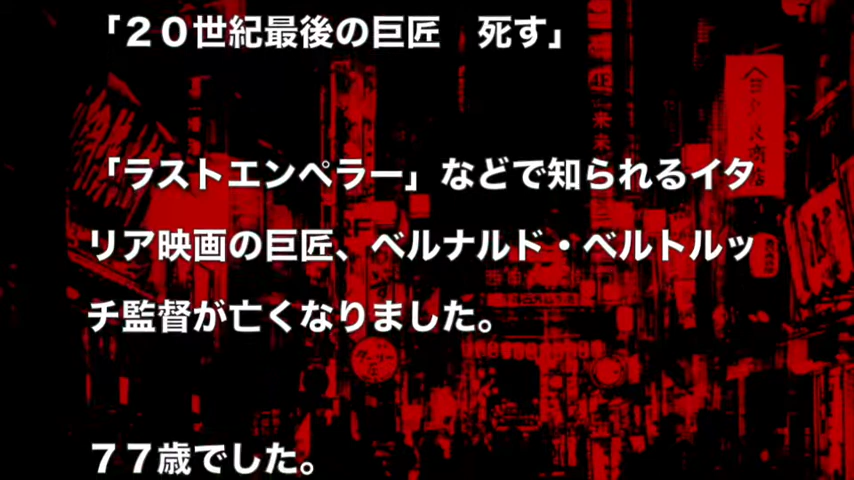 「２０世紀最後の巨匠　死す」
「ラストエンペラー」などで知られるイタ
リア映画の巨匠、ベルナルド・ベルトルッ
チ監督が亡くなりました。
７７歳でした。